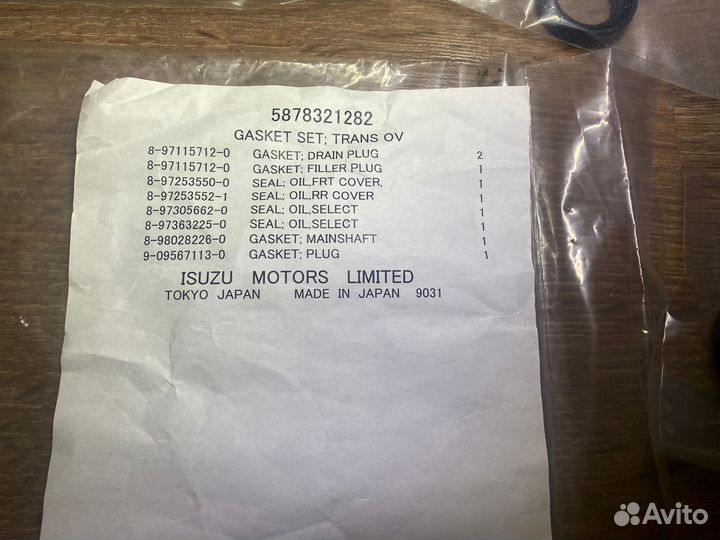 5878321282
GASKET SET; TRANS OV
8-97115712-0 GASKET; DRAIN PLUG 2
8-97115712-0 GASKET; FILLER PLUG 1
8-97253550-0 SEAL; OIL,FRT COVER, 1
8-97253552-1 SEAL; OIL,RR COVER 1
8-97305662-0 SEAL; OIL,SELECT 1
8-97363225-0 SEAL; OIL,SELECT 1
8-98028226-0 GASKET; MAINSHAFT 1
9-09567113-0 GASKET; PLUG 1
ISUZU MOTORS LIMITED
TOKYO JAPAN MADE IN JAPAN 9031
Avito